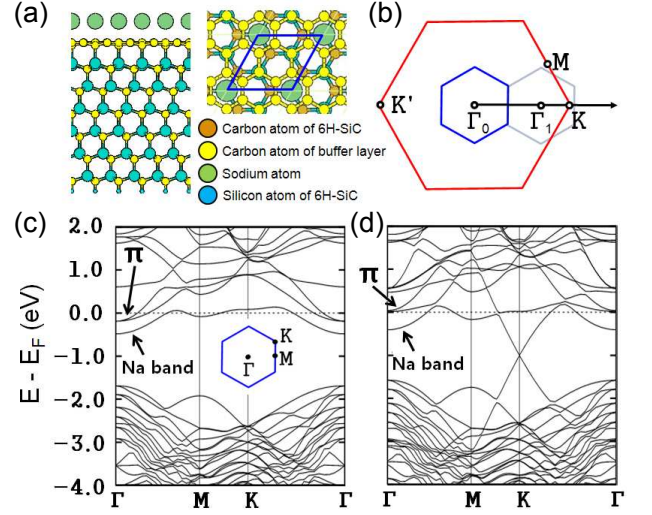 (a)
(b)
M
K'
Γ0
Γ1
K
Carbon atom of 6H-SiC
Carbon atom of buffer layer
Sodium atom
Silicon atom of 6H-SiC
(c)
(d)
E - EF (eV)
2.0
1.0
0.0
-1.0
-2.0
-3.0
-4.0
π
Na band
K
M
Γ
Γ M K Γ
π
Na band
Γ M K Γ